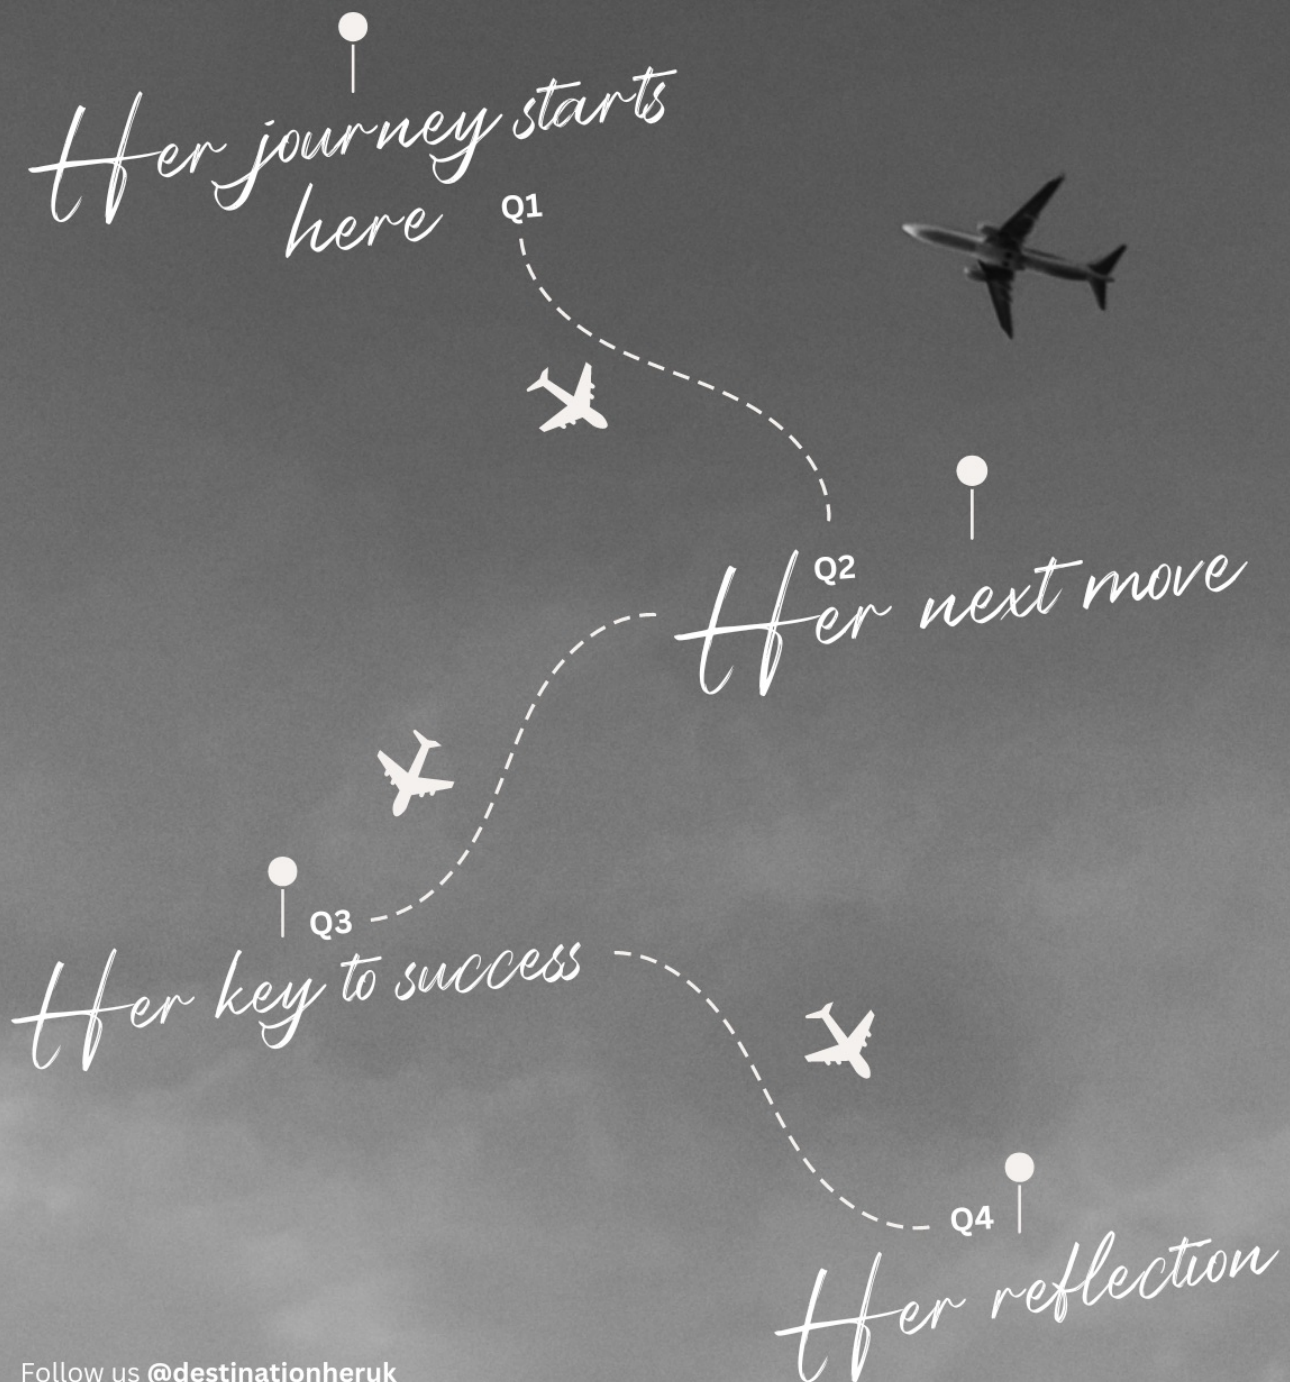 Her journey starts
here
Q1
Q2
Her next move
Q3
Her key to success
Q4
Her reflection
Follow us @destinationheruk